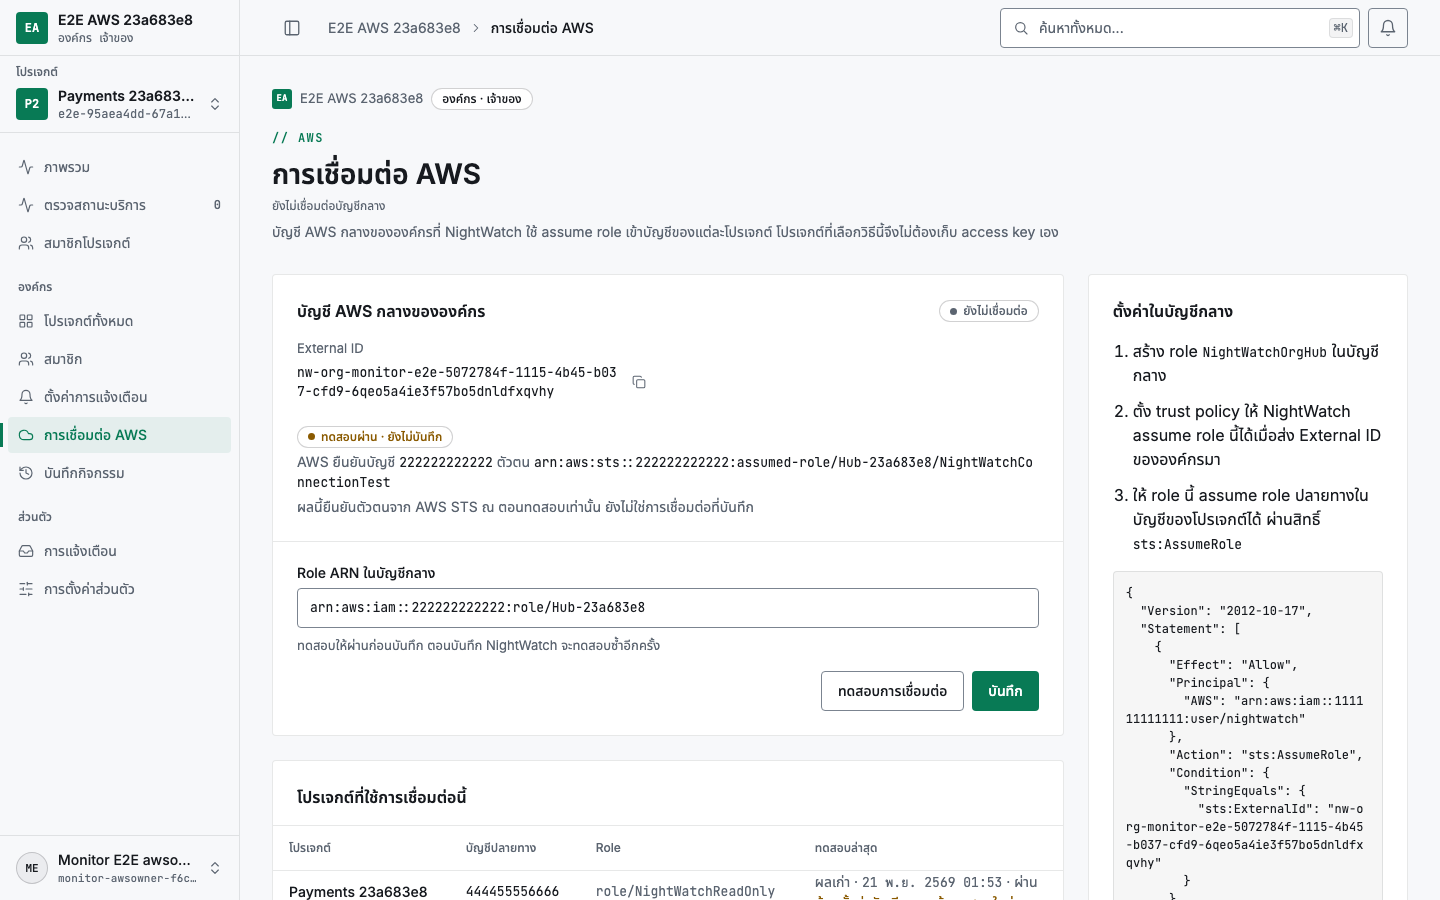 EA
E2E AWS 23a683e8
องค์กร เจ้าของ
โปรเจกต์
P2
Payments 23a683...
e2e-95aea4dd-67a1...
ภาพรวม
ตรวจสถานะบริการ
0
สมาชิกโปรเจกต์
องค์กร
โปรเจกต์ทั้งหมด
สมาชิก
ตั้งค่าการแจ้งเตือน
การเชื่อมต่อ AWS
บันทึกกิจกรรม
ส่วนตัว
การแจ้งเตือน
การตั้งค่าส่วนตัว
ME
Monitor E2E awso...
monitor-awsowner-f6c...
E2E AWS 23a683e8
การเชื่อมต่อ AWS
ค้นหาทั้งหมด...
⌘K
EA
E2E AWS 23a683e8
องค์กร · เจ้าของ
// AWS
การเชื่อมต่อ AWS
ยังไม่เชื่อมต่อบัญชีกลาง
บัญชี AWS กลางขององค์กรที่ NightWatch ใช้ assume role เข้าบัญชีของแต่ละโปรเจกต์ โปรเจกต์ที่เลือกวิธีนี้จึงไม่ต้องเก็บ access key เอง
บัญชี AWS กลางขององค์กร
ยังไม่เชื่อมต่อ
External ID
nw-org-monitor-e2e-5072784f-1115-4b45-b03
7-cfd9-6qeo5a4ie3f57bo5dnldfxqvhy
ทดสอบผ่าน · ยังไม่บันทึก
AWS ยืนยันบัญชี 222222222222 ตัวตน arn:aws:sts::222222222222:assumed-role/Hub-23a683e8/NightWatchCo
nnectionTest
ผลนี้ยืนยันตัวตนจาก AWS STS ณ ตอนทดสอบเท่านั้น ยังไม่ใช่การเชื่อมต่อที่บันทึก
Role ARN ในบัญชีกลาง
arn:aws:iam::222222222222:role/Hub-23a683e8
ทดสอบให้ผ่านก่อนบันทึก ตอนบันทึก NightWatch จะทดสอบซ้ำอีกครั้ง
ทดสอบการเชื่อมต่อ
บันทึก
โปรเจกต์ที่ใช้การเชื่อมต่อนี้
โปรเจกต์
บัญชีปลายทาง
Role
ทดสอบล่าสุด
Payments 23a683e8
444455556666
role/NightWatchReadOnly
ผลเก่า · 21 พ.ย. 2569 01:53 · ผ่าน
ตั้งค่าในบัญชีกลาง
1. สร้าง role NightWatchOrgHub ในบัญชี
กลาง
2. ตั้ง trust policy ให้ NightWatch
assume role นี้ได้เมื่อส่ง External ID
ขององค์กรมา
3. ให้ role นี้ assume role ปลายทางใน
บัญชีของโปรเจกต์ได้ ผ่านสิทธิ์
sts:AssumeRole
{
"Version": "2012-10-17",
"Statement": [
{
"Effect": "Allow",
"Principal": {
"AWS": "arn:aws:iam::1111
11111111:user/nightwatch"
},
"Action": "sts:AssumeRole",
"Condition": {
"StringEquals": {
"sts:ExternalId": "nw-o
rg-monitor-e2e-5072784f-1115-4b45
-b037-cfd9-6qeo5a4ie3f57bo5dnldfx
qvhy"
}
}